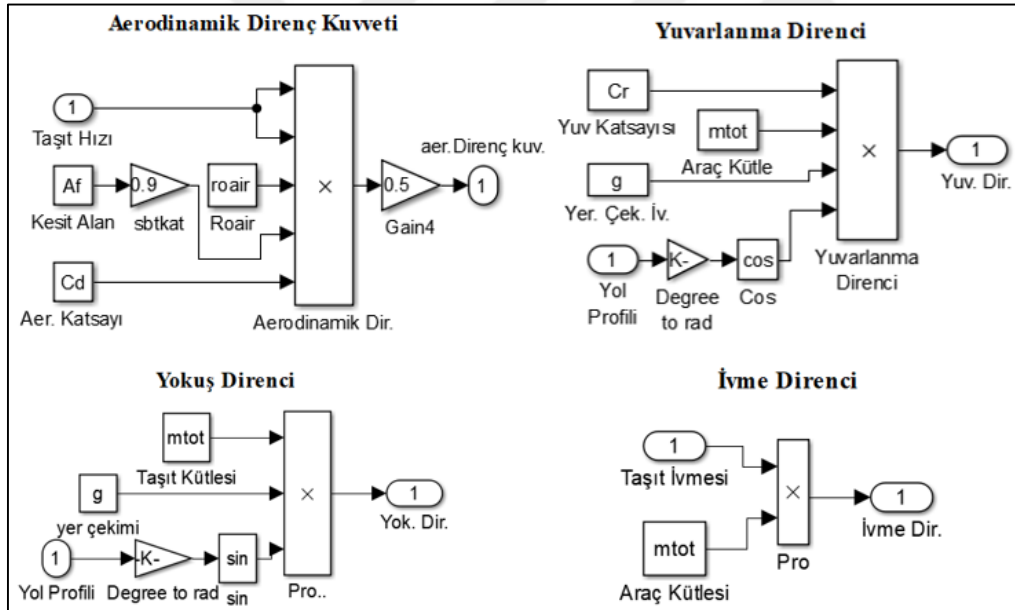 Aerodinamik Direnç Kuvveti
1
Taşıt Hızı
Af
Kesit Alan
0.9
sbtkat
roair
Roair
Cd
Aer. Katsayı
×
Aerodinamik Dir.
0.5
Gain4
aer.Direnç kuv.
1
Yuvarlanma Direnci
Cr
Yuv Katsayısı
mtot
Araç Kütle
g
Yer. Çek. İv.
1
Yol
Profili
K-
Degree
to rad
cos
Cos
×
Yuvarlanma
Direnci
1
Yuv. Dir.
Yokuş Direnci
mtot
Taşıt Kütlesi
g
yer çekimi
1
Yol Profili
-K-
Degree to rad
sin
sin
×
Pro..
1
Yok. Dir.
İvme Direnci
1
Taşıt İvmesi
mtot
Araç Kütlesi
×
Pro
1
İvme Dir.